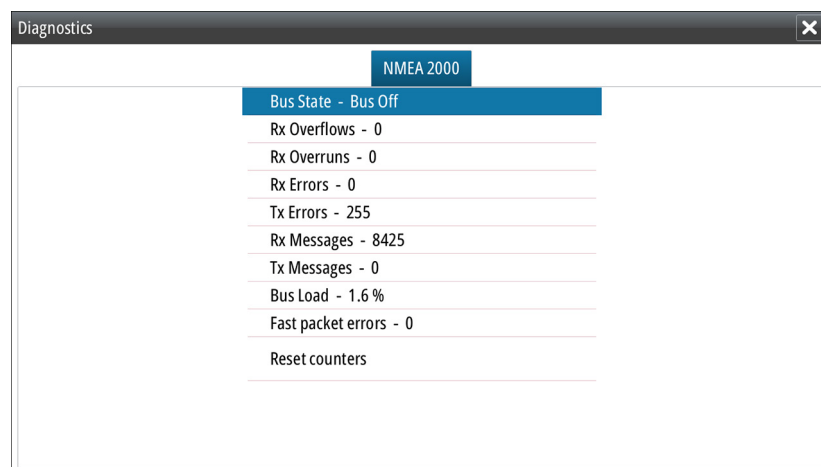 Diagnostics
NMEA 2000
Bus State - Bus Off
Rx Overflows - 0
Rx Overruns - 0
Rx Errors - 0
Tx Errors - 255
Rx Messages - 8425
Tx Messages - 0
Bus Load - 1.6 %
Fast packet errors - 0
Reset counters